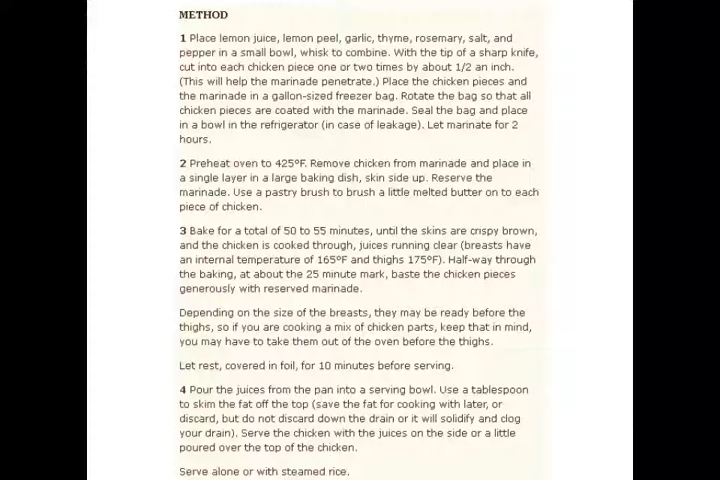 METHOD
1 Place lemon juice, lemon peel, garlic, thyme, rosemary, salt, and
pepper in a small bowl, whisk to combine. With the tip of a sharp knife,
cut into each chicken piece one or two times by about 1/2 an inch.
(This will help the marinade penetrate.) Place the chicken pieces and
the marinade in a gallon-sized freezer bag. Rotate the bag so that all
chicken pieces are coated with the marinade. Seal the bag and place
in a bowl in the refrigerator (in case of leakage). Let marinate for 2
hours.
2 Preheat oven to 425ºF. Remove chicken from marinade and place in
a single layer in a large baking dish, skin side up. Reserve the
marinade. Use a pastry brush to brush a little melted butter on to each
piece of chicken.
3 Bake for a total of 50 to 55 minutes, until the skins are crispy brown,
and the chicken is cooked through, juices running clear (breasts have
an internal temperature of 165ºF and thighs 175ºF). Half-way through
the baking, at about the 25 minute mark, baste the chicken pieces
generously with reserved marinade.
Depending on the size of the breasts, they may be ready before the
thighs, so if you are cooking a mix of chicken parts, keep that in mind,
you may have to take them out of the oven before the thighs.
Let rest, covered in foil, for 10 minutes before serving.
4 Pour the juices from the pan into a serving bowl. Use a tablespoon
to skim the fat off the top (save the fat for cooking with later, or
discard, but do not discard down the drain or it will solidify and clog
your drain). Serve the chicken with the juices on the side or a little
poured over the top of the chicken.
Serve alone or with steamed rice.